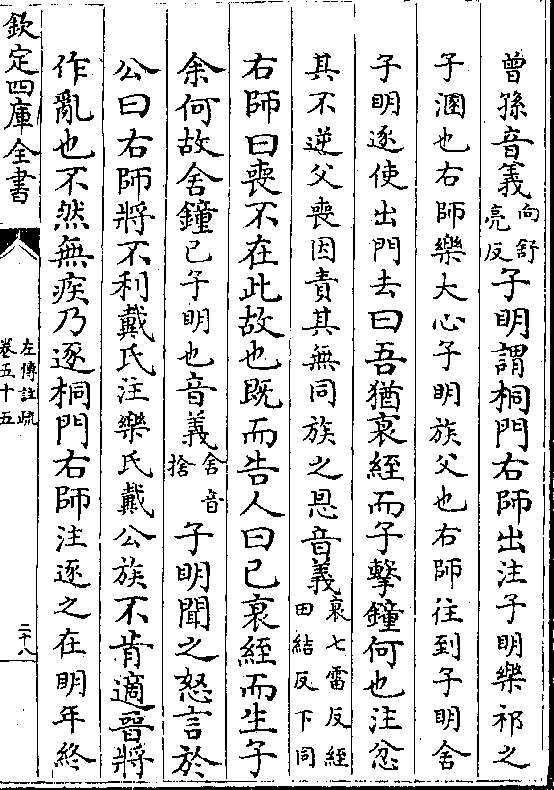 曾孫音義向舒亮反子明謂桐門右師出注子明樂祁之
子溷也右師樂大心子明族父也右師往到子明舍
子明逐使出門去曰吾猶衰絰而子擊鐘何也注忿
其不逆父喪因責其無同族之恩音義衰七雷反絰田結反下同
右師曰喪不在此故也既而告人曰已衰絰而生子
余何故舍鐘已子明也音義舍音捨子明聞之怒言於
公曰右師將不利戴氏注樂氏戴公族不肯適晉將
作亂也不然無疾乃逐桐門右師注逐之在明年終
欽定四庫全書
左傳註疏
卷五十五
二十八